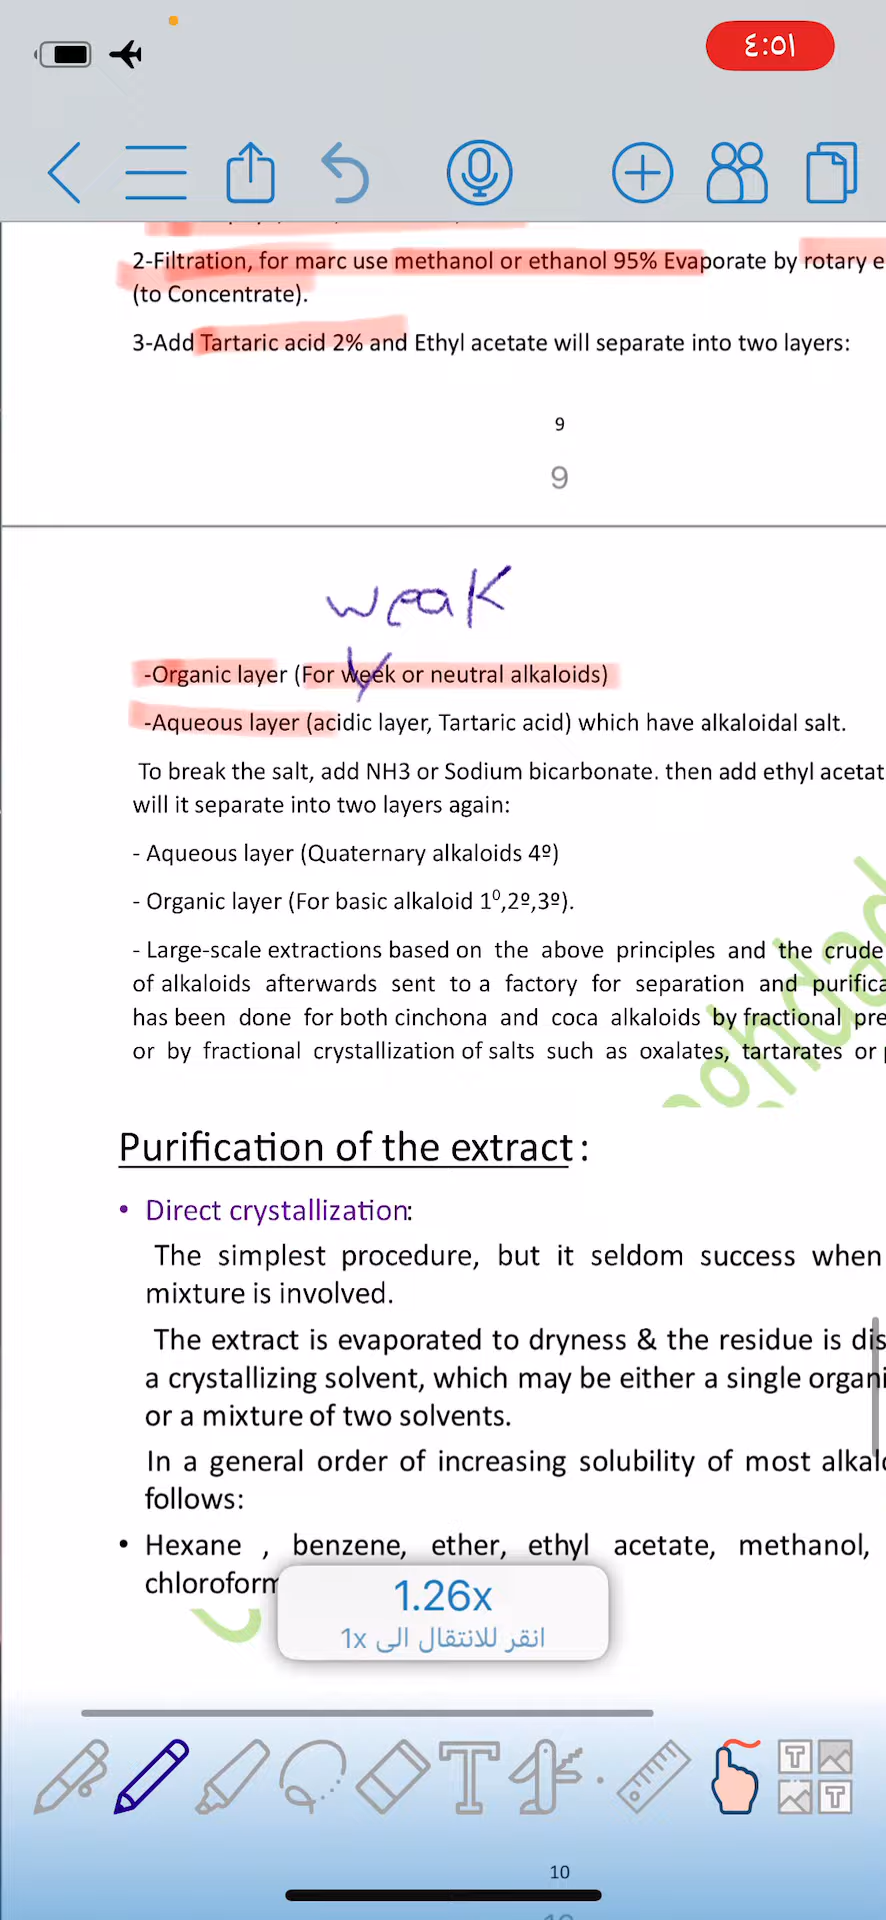 ٤:٥١
2-Filtration, for marc use methanol or ethanol 95% Evaporate by rotary e
(to Concentrate).
3-Add Tartaric acid 2% and Ethyl acetate will separate into two layers:
9
9
weak
-Organic layer (For week or neutral alkaloids)
-Aqueous layer (acidic layer, Tartaric acid) which have alkaloidal salt.
To break the salt, add NH3 or Sodium bicarbonate. then add ethyl acetat
will it separate into two layers again:
- Aqueous layer (Quaternary alkaloids 4º)
- Organic layer (For basic alkaloid 1⁰,2º,3º).
- Large-scale extractions based on the above principles and the crude
of alkaloids afterwards sent to a factory for separation and purifica
has been done for both cinchona and coca alkaloids by fractional pre
or by fractional crystallization of salts such as oxalates, tartarates or
Purification of the extract:
• Direct crystallization:
The simplest procedure, but it seldom success when
mixture is involved.
The extract is evaporated to dryness & the residue is dis
a crystallizing solvent, which may be either a single organi
or a mixture of two solvents.
In a general order of increasing solubility of most alkal
follows:
• Hexane , benzene, ether, ethyl acetate, methanol,
chloroform
1.26x
انقر للانتقال الى 1x
10